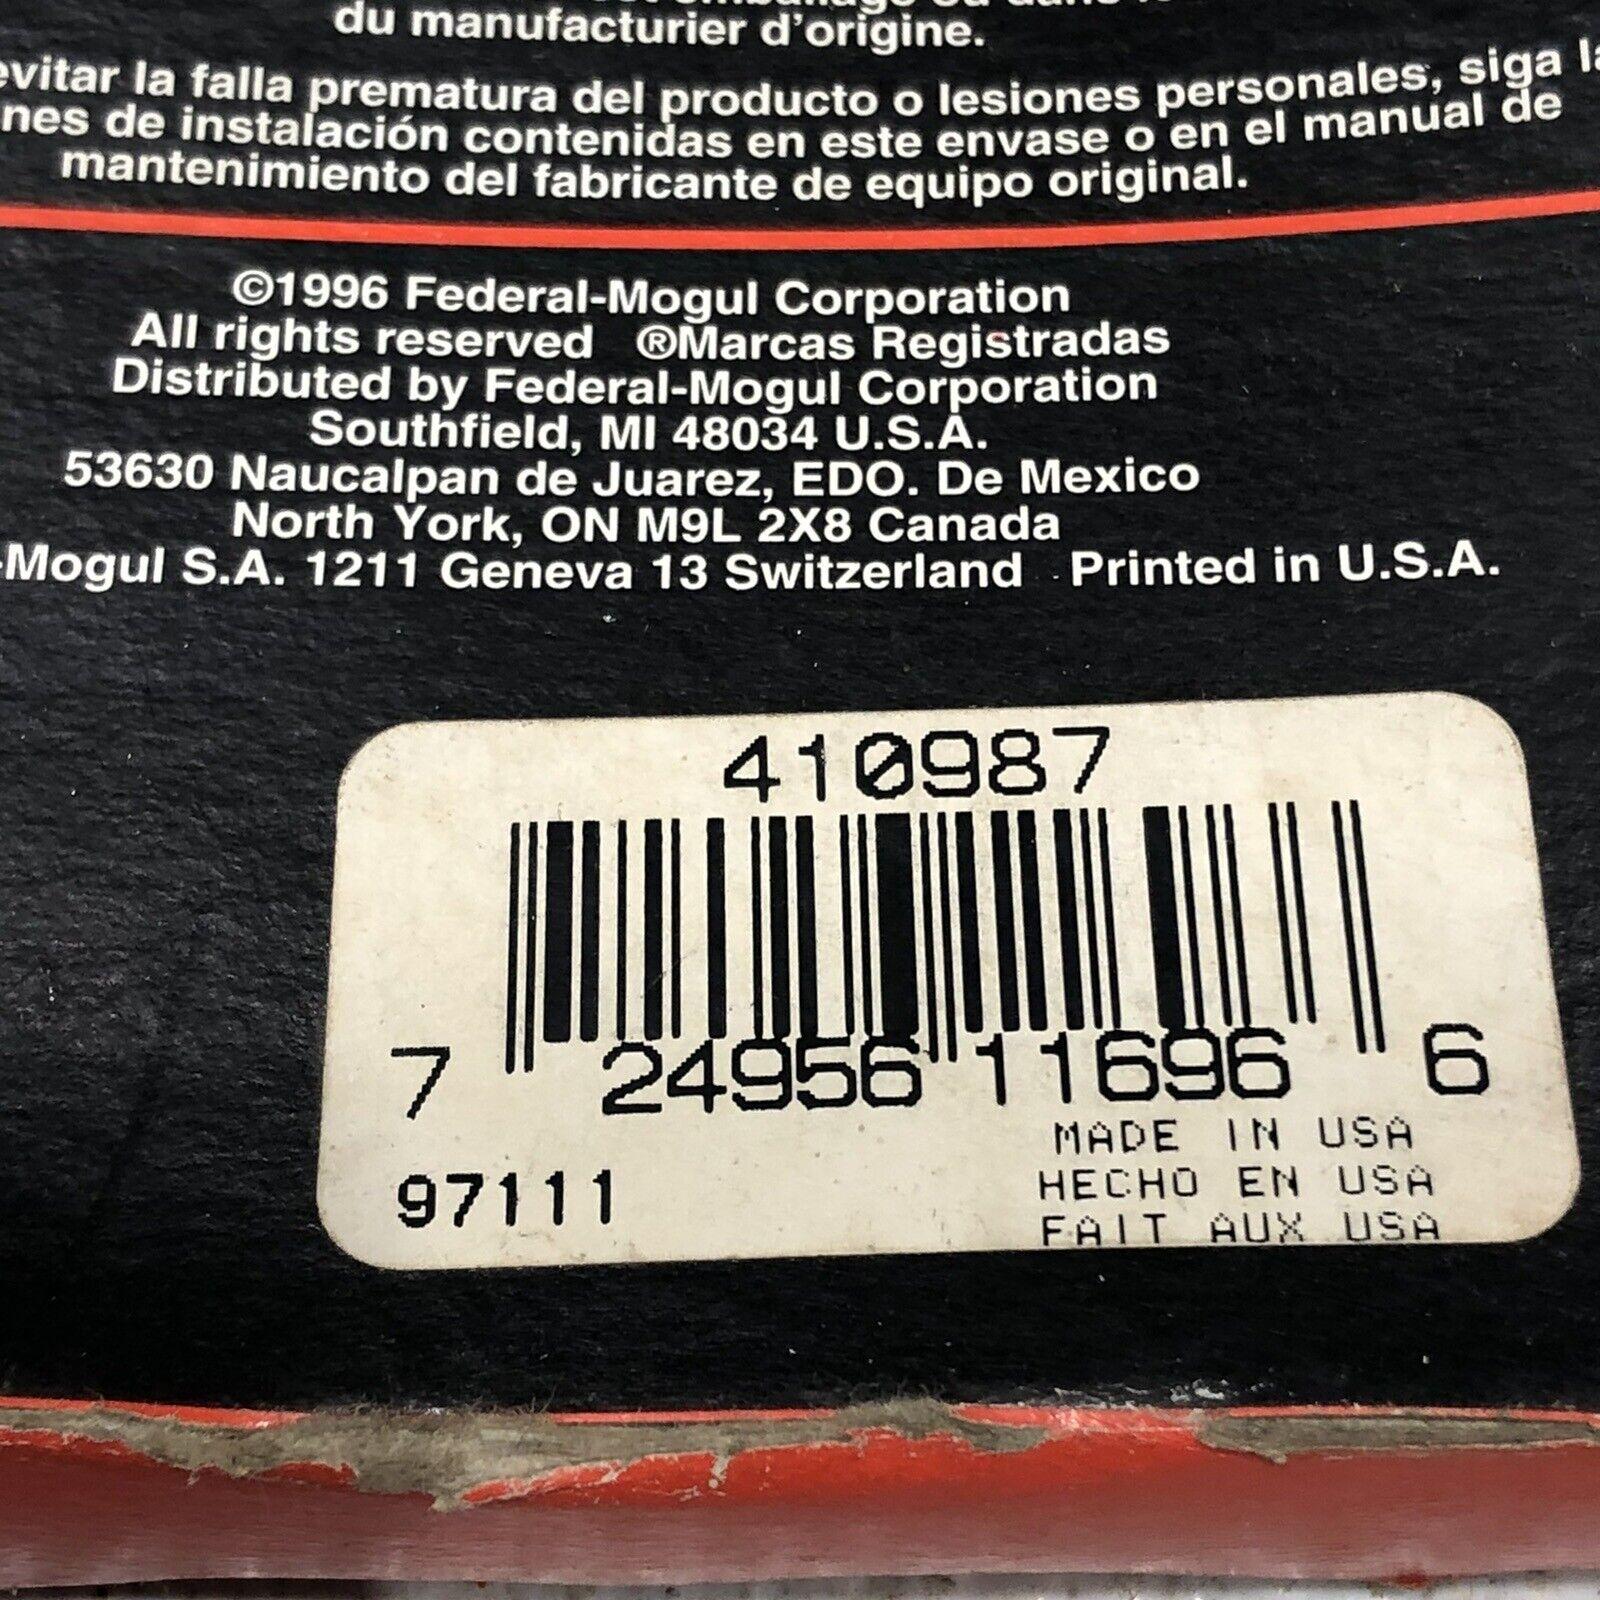 du manufacturier d'origine.
evitar la falla prematura del producto o lesiones personales, siga la
nes de instalación contenidas en este envase o en el manual de
mantenimiento del fabricante de equipo original.
©1996 Federal-Mogul Corporation
All rights reserved ®Marcas Registradas
Distributed by Federal-Mogul Corporation
Southfield, MI 48034 U.S.A.
53630 Naucalpan de Juarez, EDO. De Mexico
North York, ON M9L 2X8 Canada
-Mogul S.A. 1211 Geneva 13 Switzerland Printed in U.S.A.
410987
7 24956 11696 6
97111
MADE IN USA
HECHO EN USA
FAIT AUX USA